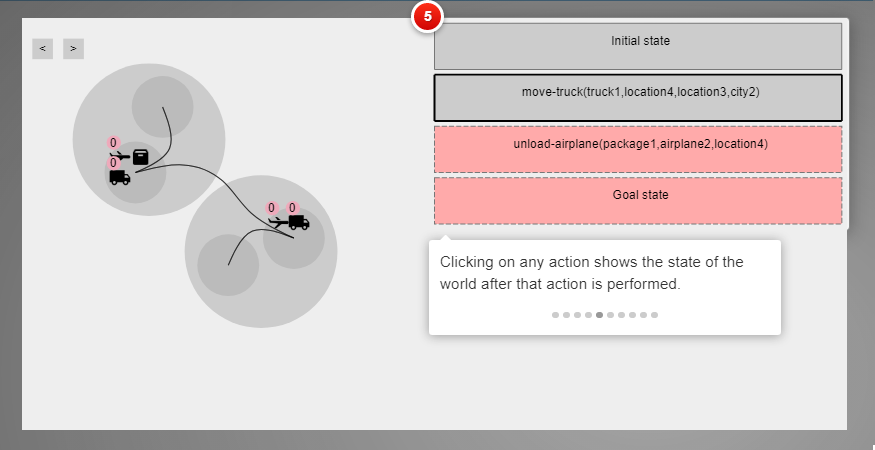 5
Initial state
< >
move-truck(truck1,location4,location3,city2)
0
unload-airplane(package1,airplane2,location4)
0
Goal state
0 0
Clicking on any action shows the state of the
world after that action is performed.